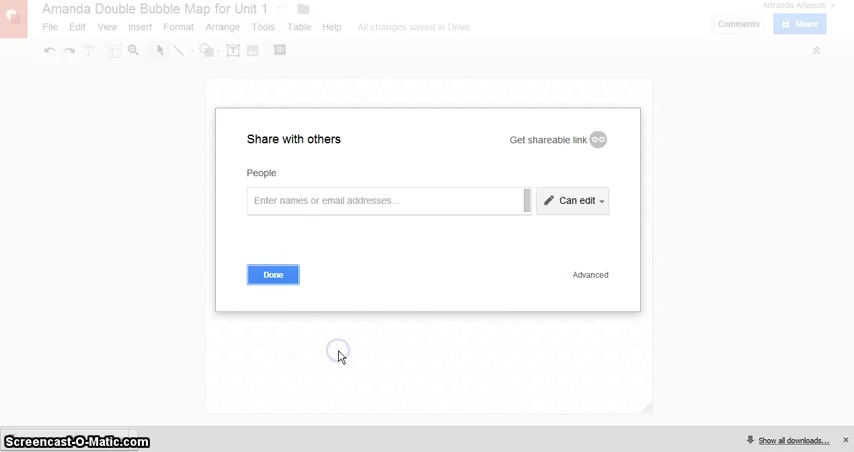 Amanda Double Bubble Map for Unit 1
Amanda Arlequin
File Edit View Insert Format Arrange Tools Table Help All changes saved in Drive
Comments
Share
Share with others
Get shareable link
People
Enter names or email addresses...
Can edit
Done
Advanced
Screencast-O-Matic.com
Show all downloads...